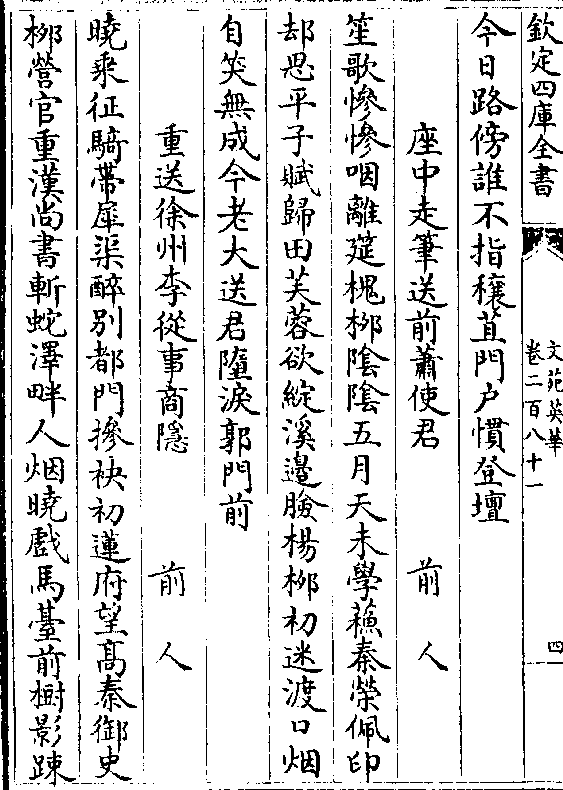 欽定四庫全書
文苑英華
卷二百八十一
四
今日路傍誰不指穰苴門户慣登壇
座中走筆送前蕭使君 前人
笙歌慘慘咽離筵槐栁陰陰五月天未學蘓秦榮佩印
却思平子賦歸田芙蓉欲綻溪邉臉楊栁初迷渡口烟
自笑無成今老大送君隨淚郭門前
重送徐州李從事商隱 前人
曉乘征騎帶犀渠醉别都門摻袂初蓮府望髙秦御史
栁營官重漢尚書斬蛇澤畔人烟曉戲馬臺前樹影踈